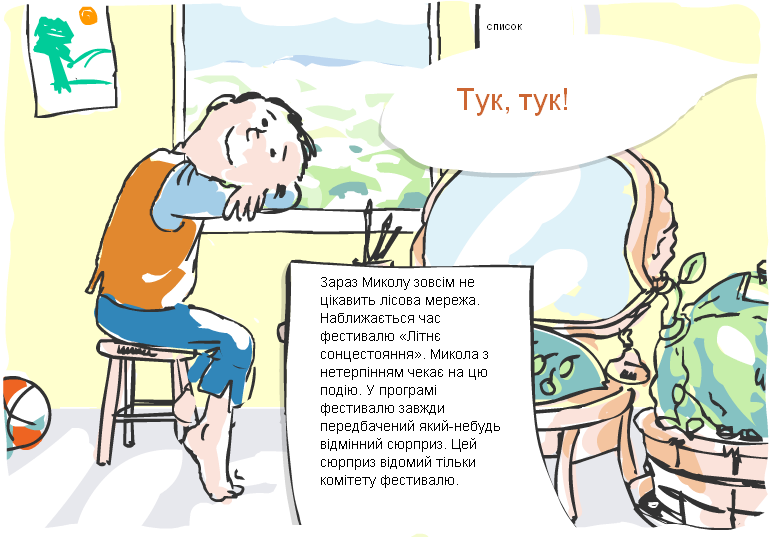 список
Тук, тук!
Зараз Миколу зовсім не
цікавить лісова мережа.
Наближається час
фестивалю «Літнє
сонцестояння». Микола з
нетерпінням чекає на цю
подію. У програмі
фестивалю завжди
передбачений який-небудь
відмінний сюрприз. Цей
сюрприз відомий тільки
комітету фестивалю.